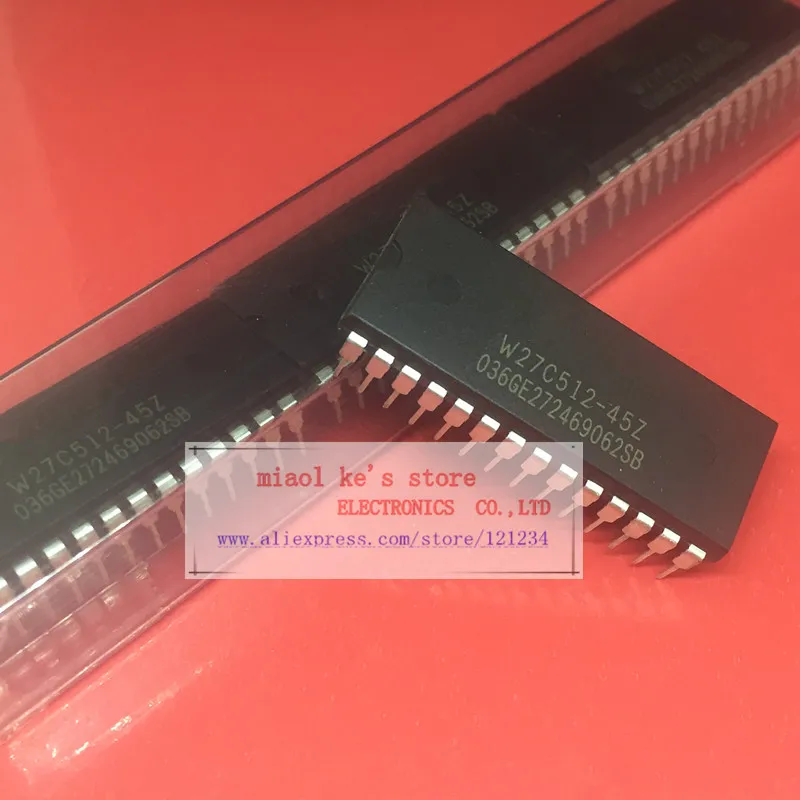 W27C512-45Z
036GE272469062SB
W27C512-45Z
036GE272469062SB
miaol ke's store
ELECTRONICS CO.,LTD
www.aliexpress.com/store/121234